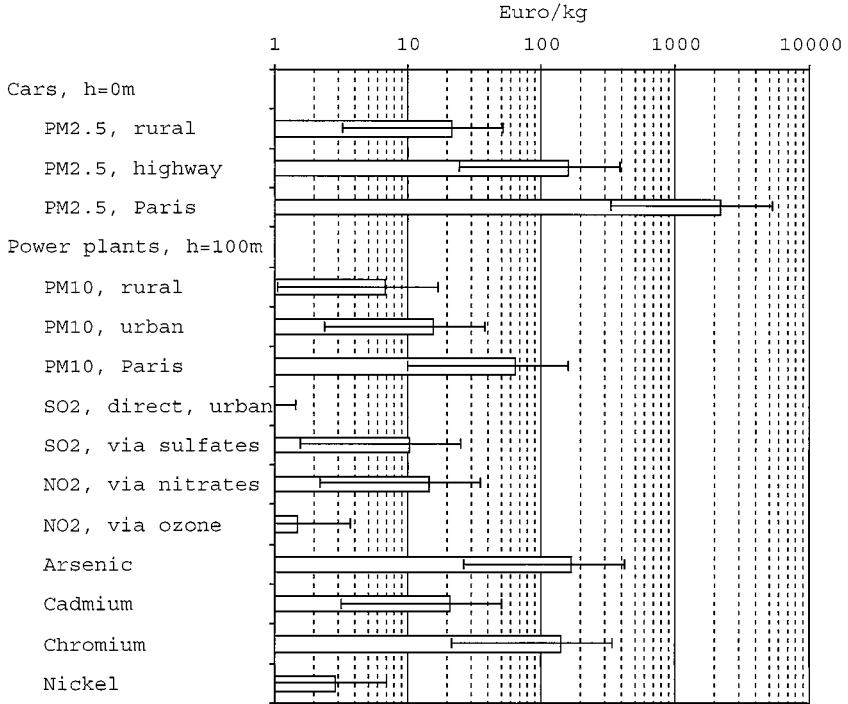 Euro/kg
1 10 100 1000 10000
Cars, h=0m
PM2.5, rural
PM2.5, highway
PM2.5, Paris
Power plants, h=100m
PM10, rural
PM10, urban
PM10, Paris
SO2, direct, urban
SO2, via sulfates
NO2, via nitrates
NO2, via ozone
Arsenic
Cadmium
Chromium
Nickel